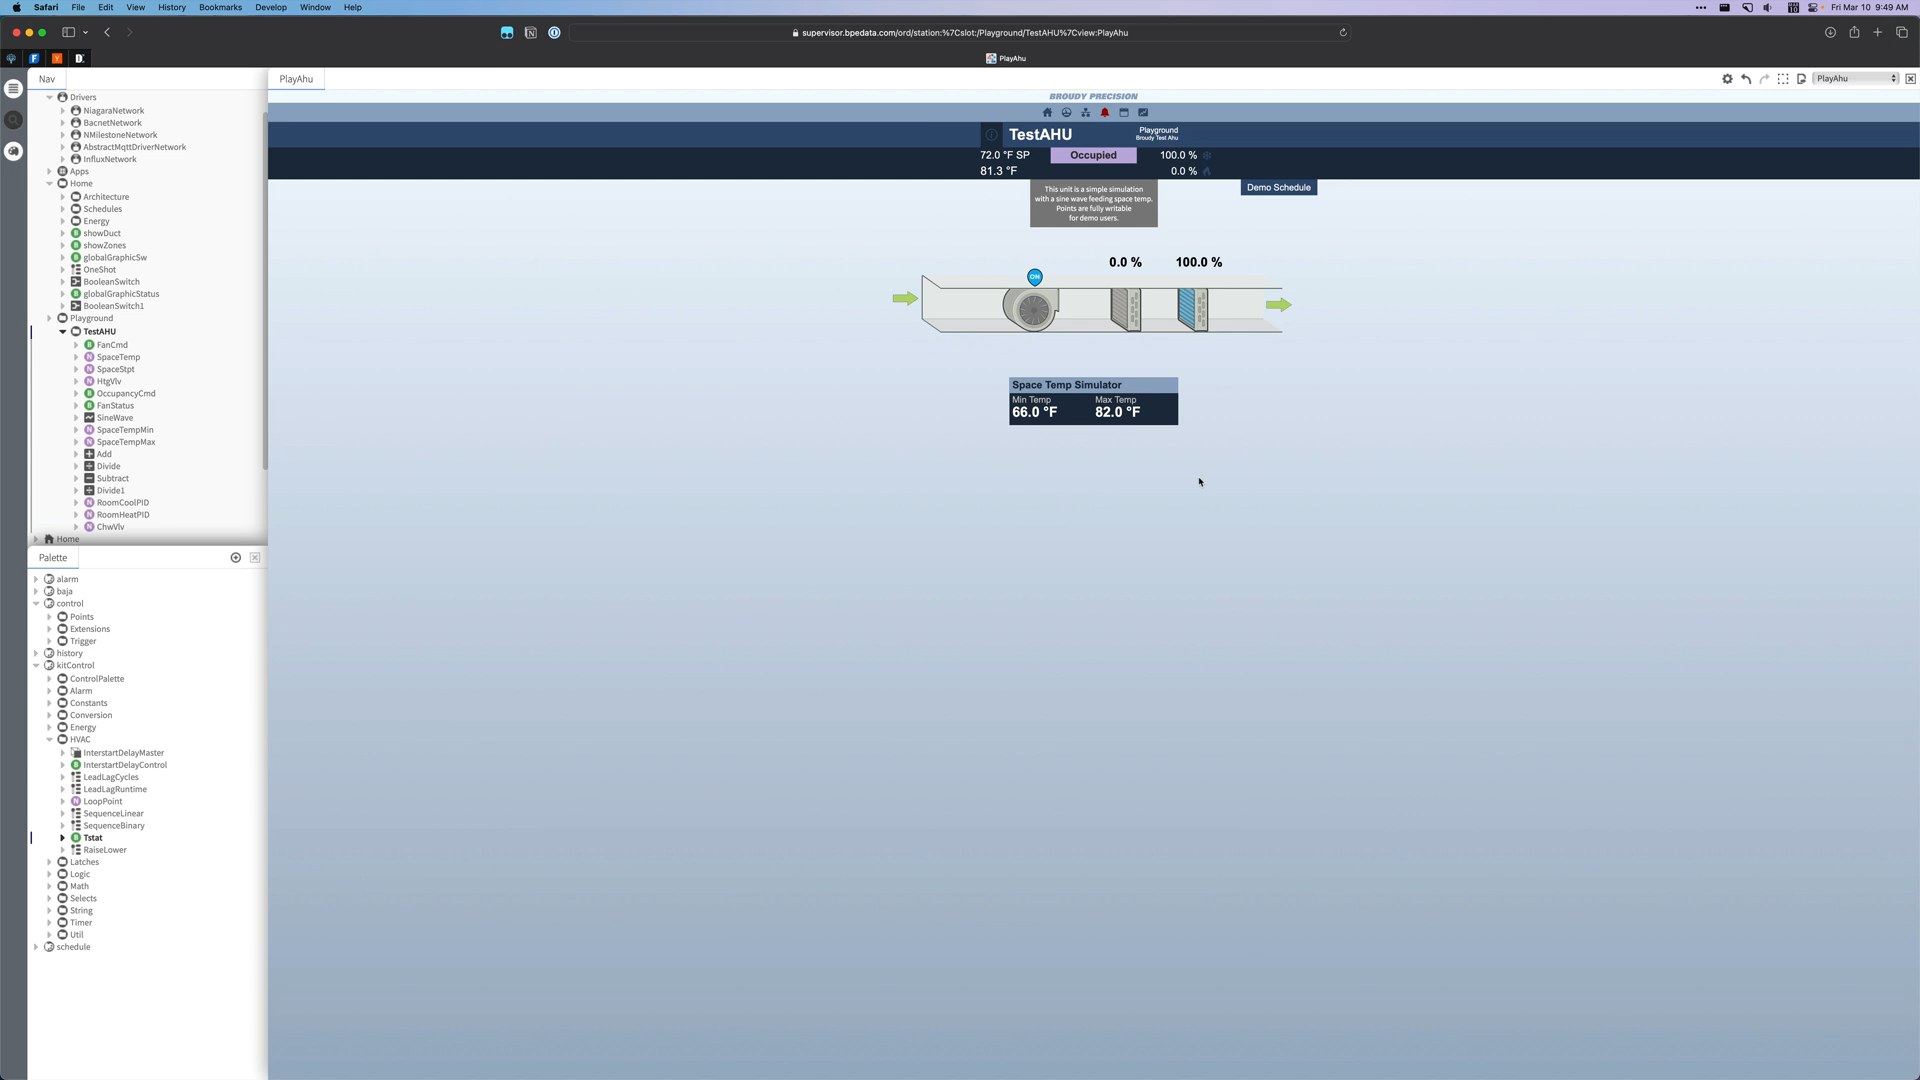 Safari File Edit View History Bookmarks Develop Window Help
Fri Mar 10 9:49 AM
supervisor.bpedata.com/ord/station:%7Cslot:/Playground/TestAHU%7Cview:PlayAhu
PlayAhu
Nav
Drivers
NiagaraNetwork
BacnetNetwork
NMilestoneNetwork
AbstractMqttDriverNetwork
InfluxNetwork
Apps
Home
Architecture
Schedules
Energy
showDuct
showZones
globalGraphicSw
OneShot
BooleanSwitch
globalGraphicStatus
BooleanSwitch1
Playground
TestAHU
FanCmd
SpaceTemp
SpaceStpt
HtgVlv
OccupancyCmd
FanStatus
SineWave
SpaceTempMin
SpaceTempMax
Add
Divide
Subtract
Divide1
RoomCoolPID
RoomHeatPID
ChwVlv
Home
Palette
alarm
baja
control
Points
Extensions
Trigger
history
kitControl
ControlPalette
Alarm
Constants
Conversion
Energy
HVAC
InterstartDelayMaster
InterstartDelayControl
LeadLagCycles
LeadLagRuntime
LoopPoint
SequenceLinear
SequenceBinary
Tstat
RaiseLower
Latches
Logic
Math
Selects
String
Timer
Util
schedule
PlayAhu
PlayAhu
BROUDY PRECISION
TestAHU
Playground
Broudy Test Ahu
72.0 °F SP Occupied 100.0 %
81.3 °F 0.0 %
This unit is a simple simulation
with a sine wave feeding space temp.
Points are fully writable
for demo users.
Demo Schedule
0.0 % 100.0 %
ON
Space Temp Simulator
Min Temp Max Temp
66.0 °F 82.0 °F